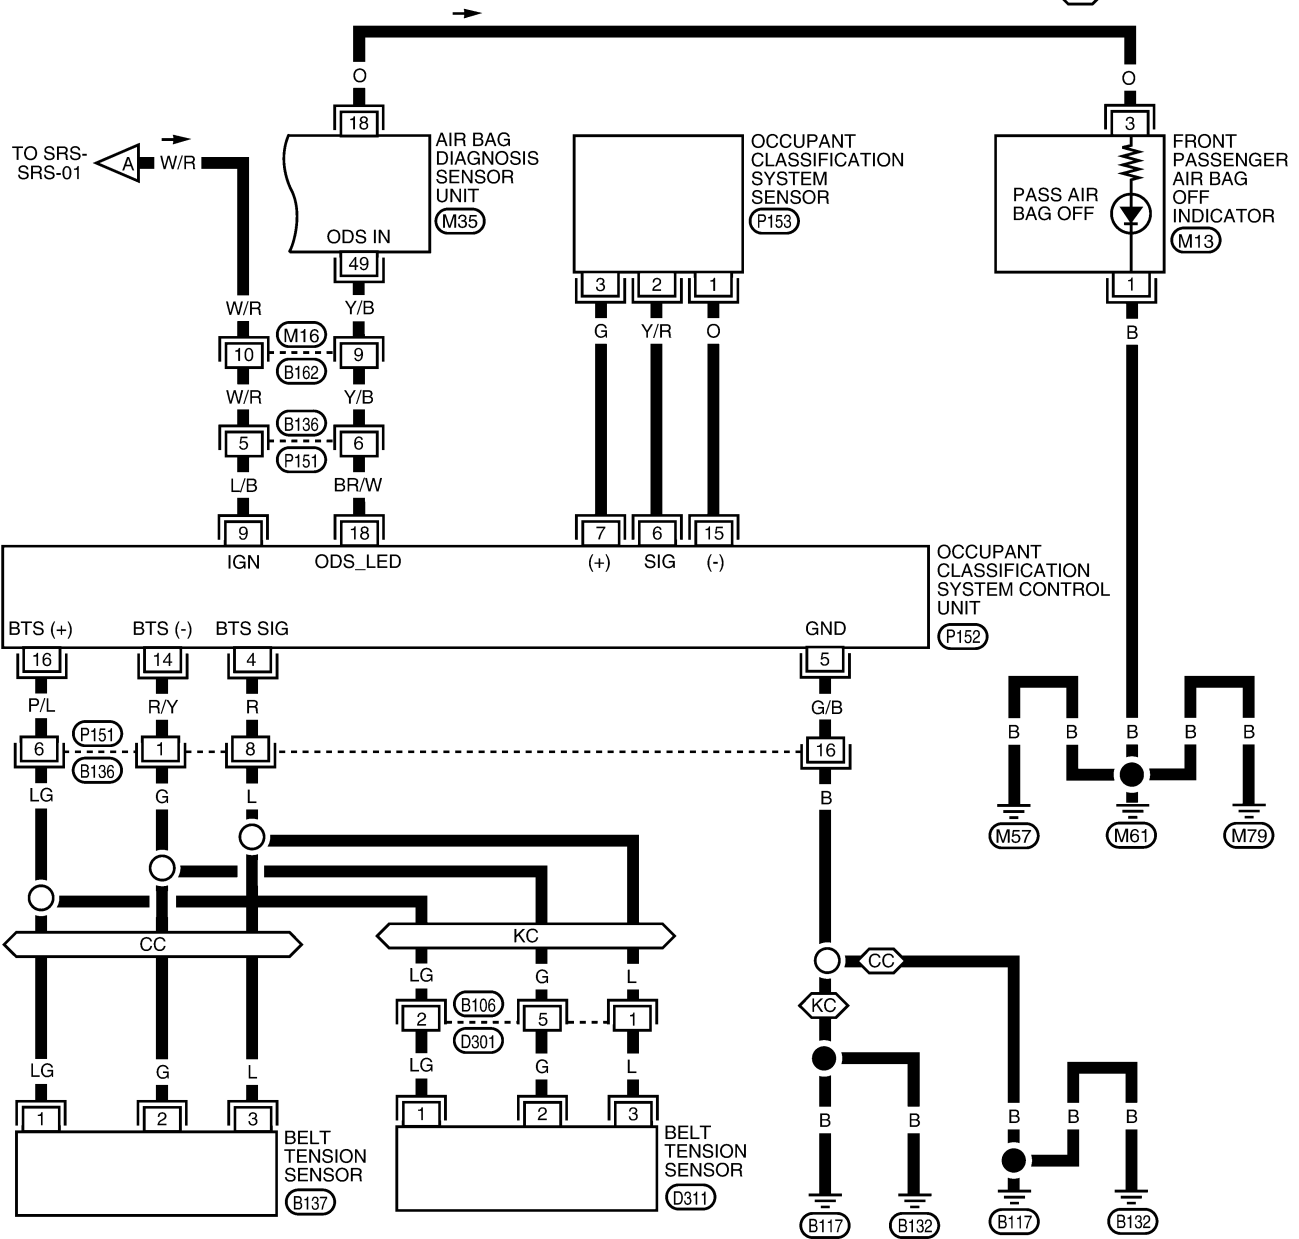 O
O
18
3
TO SRS-
SRS-01
A
W/R
AIR BAG
DIAGNOSIS
SENSOR
UNIT
M35
ODS IN
49
OCCUPANT
CLASSIFICATION
SYSTEM
SENSOR
P153
3
2
1
PASS AIR
BAG OFF
FRONT
PASSENGER
AIR BAG
OFF
INDICATOR
M13
1
W/R
Y/B
G
Y/R
O
B
M16
10
9
B162
W/R
Y/B
B136
5
6
P151
L/B
BR/W
9
18
7
6
15
IGN
ODS_LED
(+)
SIG
(-)
OCCUPANT
CLASSIFICATION
SYSTEM CONTROL
UNIT
P152
BTS (+)
BTS (-)
BTS SIG
GND
16
14
4
5
P/L
R/Y
R
G/B
B
B
B
B
B
P151
6
1
8
16
B136
LG
G
L
B
M57
M61
M79
CC
KC
CC
LG
G
L
KC
B106
2
5
1
D301
LG
G
L
LG
G
L
1
2
3
1
2
3
B
B
B
B
B
BELT
TENSION
SENSOR
B137
BELT
TENSION
SENSOR
D311
B117
B132
B117
B132